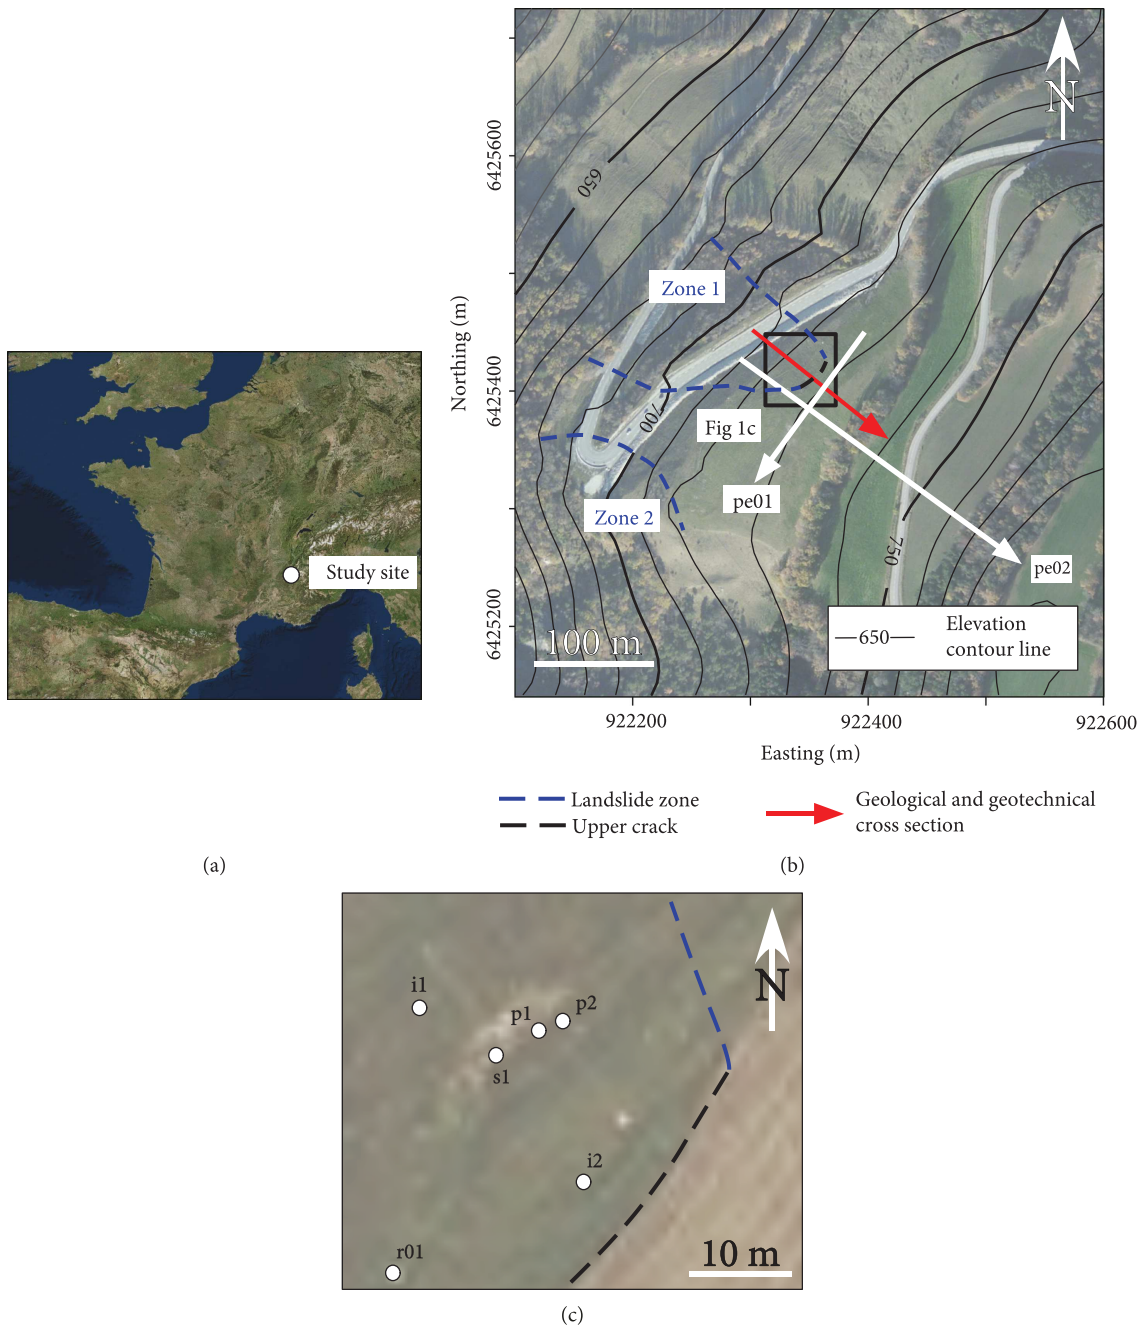 Study site
(a)
Northing (m)
6425600
6425400
6425200
650
Zone 1
N
700
Fig 1c
pe01
Zone 2
750
pe02
650
Elevation
contour line
100 m
922200
922400
922600
Easting (m)
Landslide zone
Upper crack
Geological and geotechnical
cross section
(b)
i1
p1
p2
s1
i2
r01
N
10 m
(c)